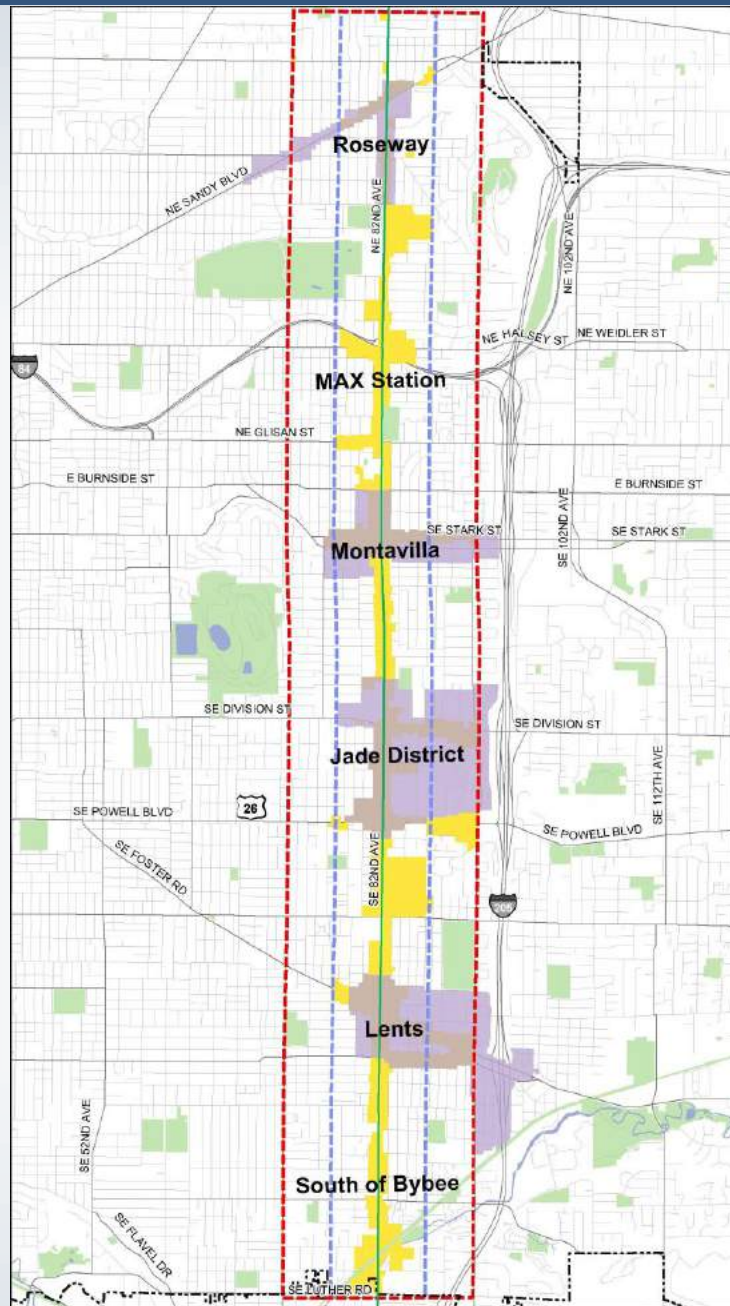 Roseway
NE SANDY BLVD
NE 82ND AVE
NE 102ND AVE
NE HALSEY ST
NE WEIDLER ST
84
MAX Station
NE GLISAN ST
E BURNSIDE ST
E BURNSIDE ST
SE STARK ST
SE STARK ST
Montavilla
SE 102ND AVE
SE DIVISION ST
SE DIVISION ST
Jade District
26
SE POWELL BLVD
SE POWELL BLVD
SE 112TH AVE
SE FOSTER RD
SE 82ND AVE
205
Lents
SE 52ND AVE
South of Bybee
SE FLAVEL DR
SE LUTHER RD